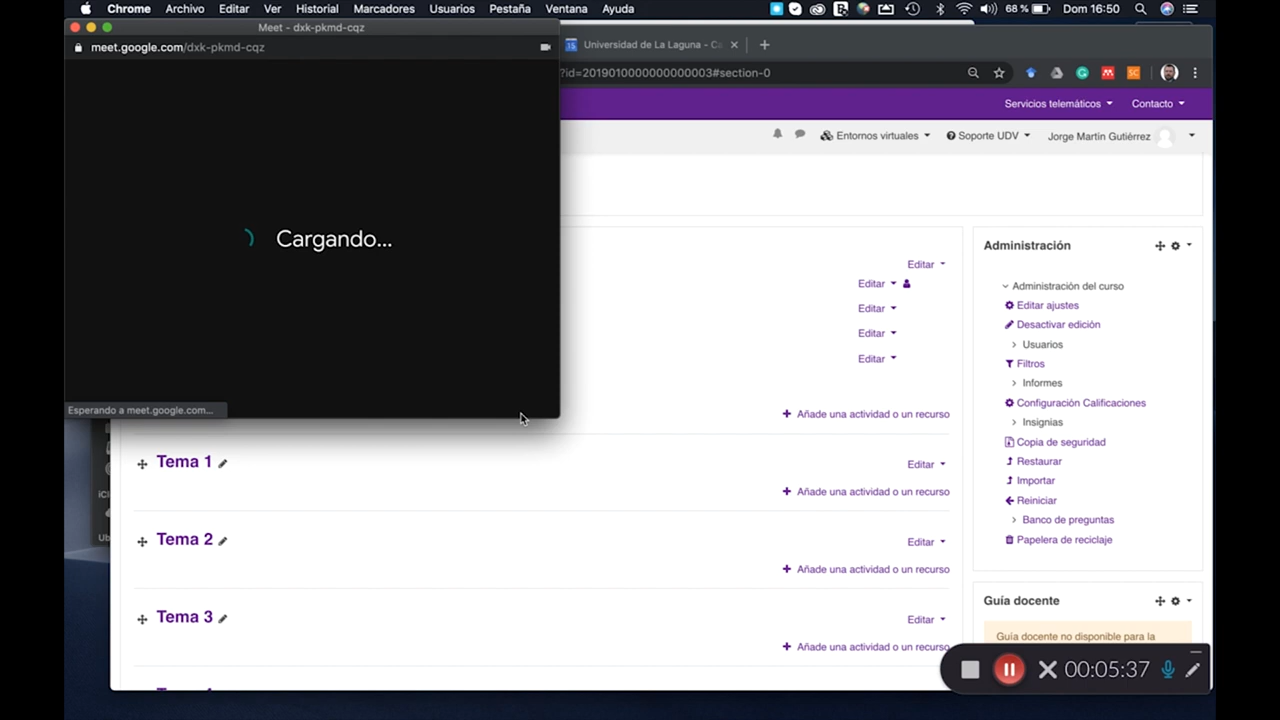 Chrome Archivo Editar Ver Historial Marcadores Usuarios Pestaña Ventana Ayuda 68 % Dom 16:50
Meet - dxk-pkmd-cqz
meet.google.com/dxk-pkmd-cqz
Universidad de La Laguna - Ca
?id=2019010000000000003#section-0
Servicios telemáticos Contacto
Entornos virtuales Soporte UDV Jorge Martín Gutiérrez
Cargando...
Esperando a meet.google.com...
Editar
Editar
Editar
Editar
Editar
Añade una actividad o un recurso
Tema 1
Editar
Añade una actividad o un recurso
Tema 2
Editar
Añade una actividad o un recurso
Tema 3
Editar
Añade una actividad o un recurso
Administración
Administración del curso
Editar ajustes
Desactivar edición
Usuarios
Filtros
Informes
Configuración Calificaciones
Insignias
Copia de seguridad
Restaurar
Importar
Reiniciar
Banco de preguntas
Papelera de reciclaje
Guía docente
Guía docente no disponible para la
iCl
Ub
00:05:37